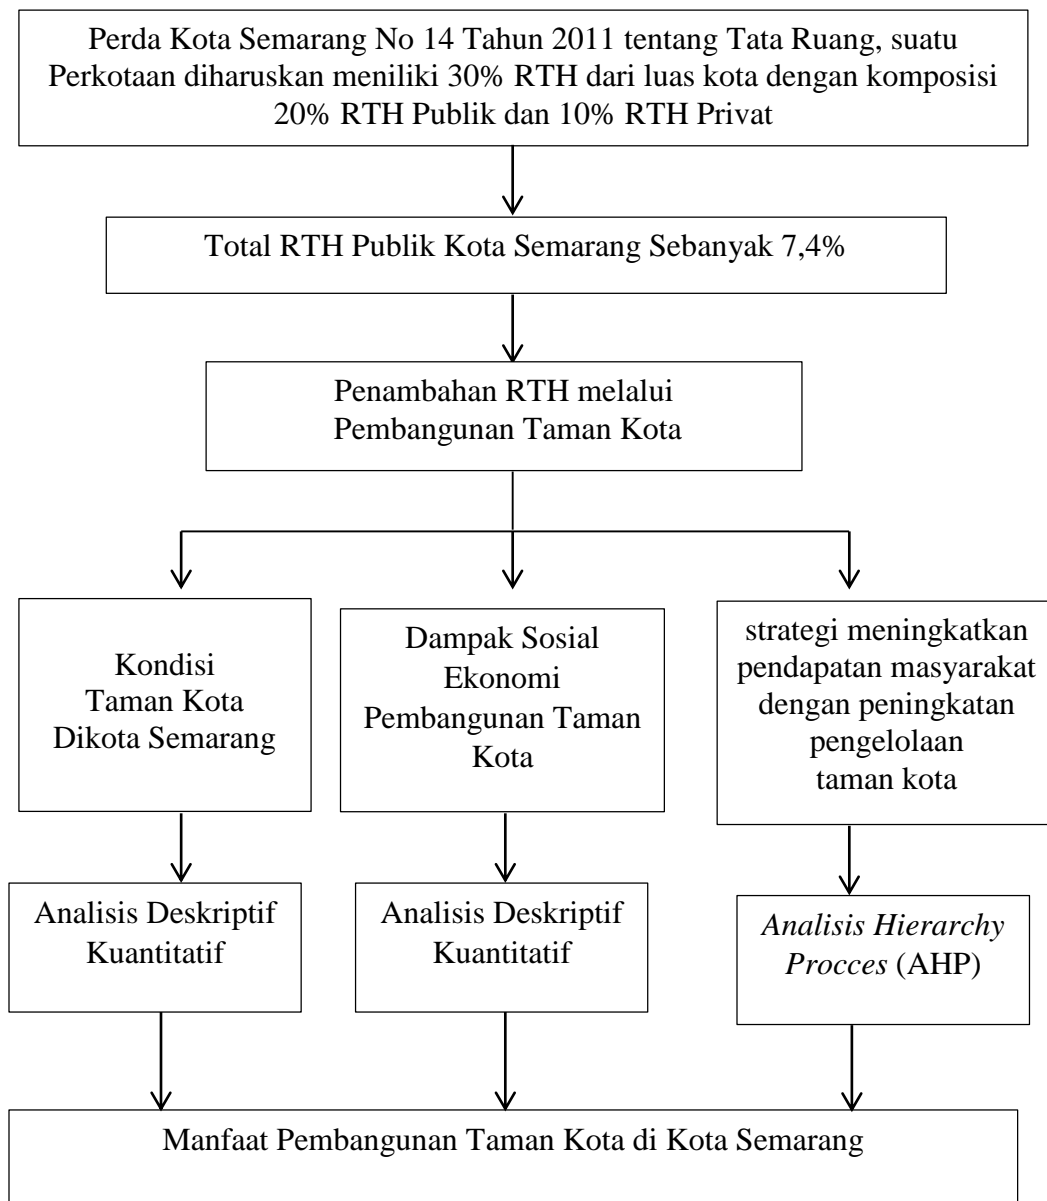 Perda Kota Semarang No 14 Tahun 2011 tentang Tata Ruang, suatu
Perkotaan diharuskan meniliki 30% RTH dari luas kota dengan komposisi
20% RTH Publik dan 10% RTH Privat
Total RTH Publik Kota Semarang Sebanyak 7,4%
Penambahan RTH melalui
Pembangunan Taman Kota
Kondisi
Taman Kota
Dikota Semarang
Dampak Sosial
Ekonomi
Pembangunan Taman
Kota
strategi meningkatkan
pendapatan masyarakat
dengan peningkatan
pengelolaan
taman kota
Analisis Deskriptif
Kuantitatif
Analisis Deskriptif
Kuantitatif
Analisis Hierarchy
Procces (AHP)
Manfaat Pembangunan Taman Kota di Kota Semarang